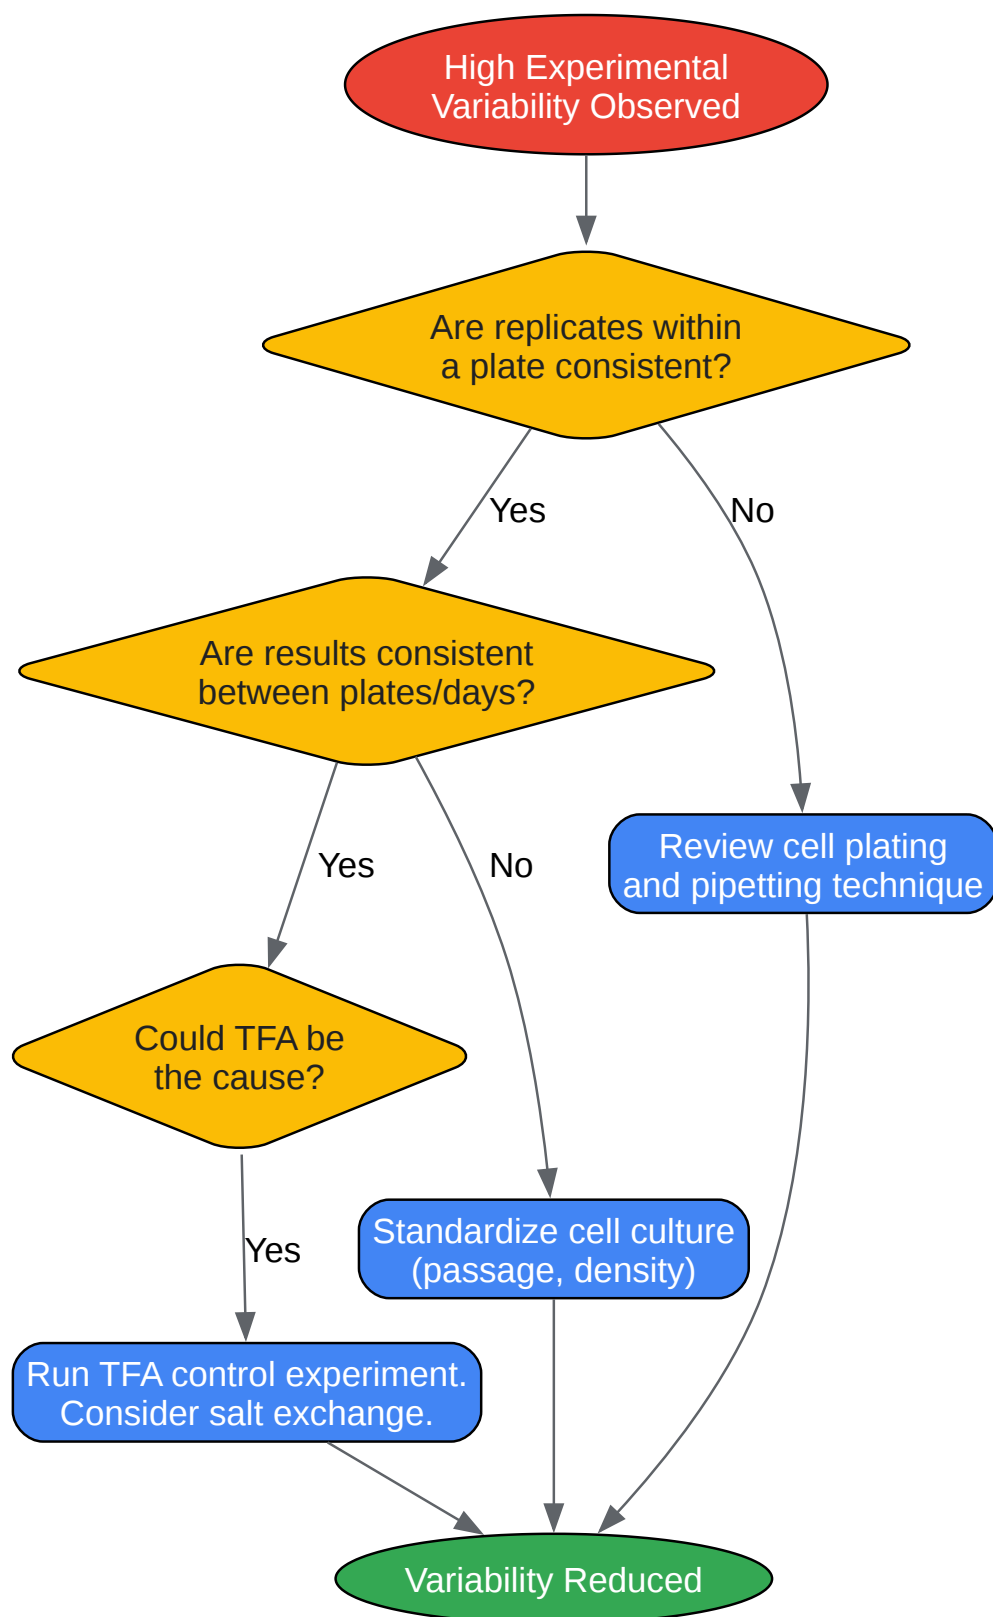 High Experimental
Variability Observed
Are replicates within
a plate consistent?
Yes
No
Are results consistent
between plates/days?
Review cell plating
and pipetting technique
Yes
No
Could TFA be
the cause?
Standardize cell culture
(passage, density)
Yes
Run TFA control experiment.
Consider salt exchange.
Variability Reduced